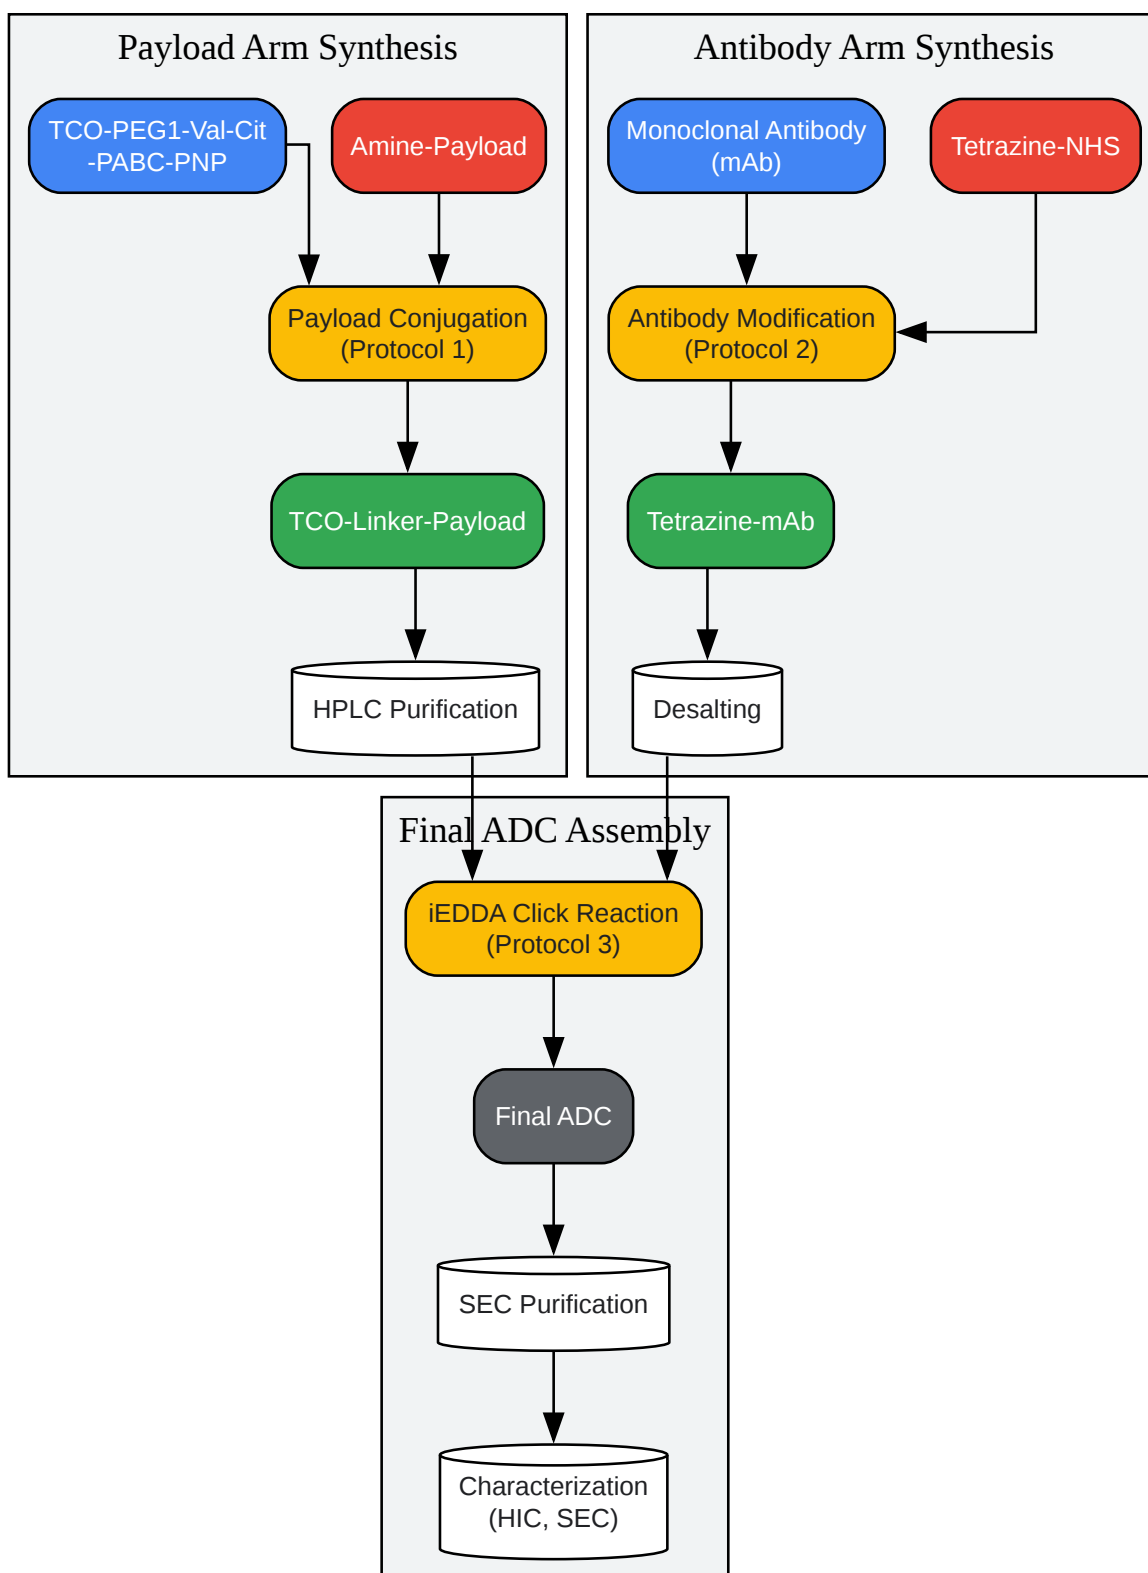 Payload Arm Synthesis
TCO-PEG1-Val-Cit
-PABC-PNP
Amine-Payload
Payload Conjugation
(Protocol 1)
TCO-Linker-Payload
HPLC Purification
Antibody Arm Synthesis
Monoclonal Antibody
(mAb)
Tetrazine-NHS
Antibody Modification
(Protocol 2)
Tetrazine-mAb
Desalting
Final ADC Assembly
iEDDA Click Reaction
(Protocol 3)
Final ADC
SEC Purification
Characterization
(HIC, SEC)